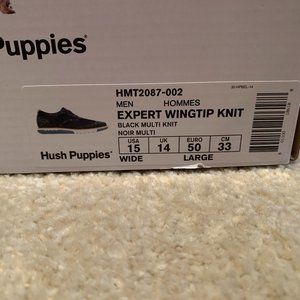 Puppies®
HMT2087-002
MEN HOMMES
EXPERT WINGTIP KNIT
BLACK MULTI KNIT
NOIR MULTI
Hush Puppies®
USA UK EURO CM
15 14 50 33
WIDE LARGE